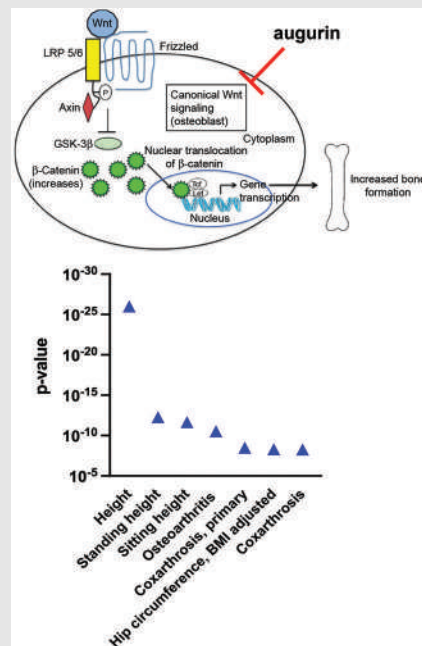 Wnt
augurin
LRP 5/6
Frizzled
P
Axin
Canonical Wnt
signaling
(osteoblast)
Cytoplasm
GSK-3β
Nuclear translocation
of β-catenin
β-Catenin
(increases)
Tcf
Lef
Gene
transcription
Nucleus
Increased bone
formation
p-value
10-30
10-25
10-20
10-15
10-10
10-5
Height
Standing height
Sitting height
Osteoarthritis
Coxarthrosis, primary
Hip circumference, BMI adjusted
Coxarthrosis